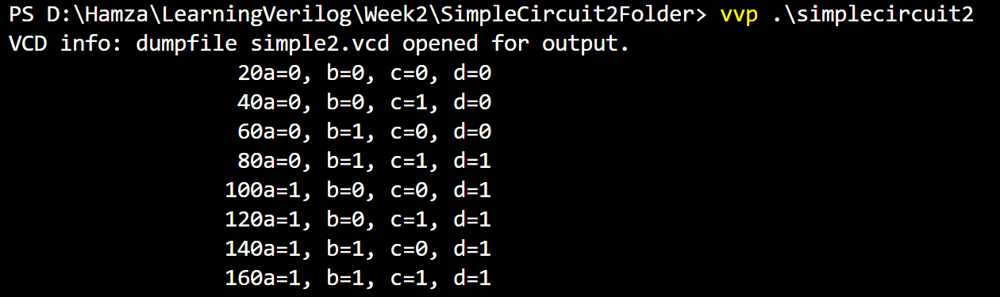 PS D:\Hamza\LearningVerilog\Week2\SimpleCircuit2Folder> vvp .\simplecircuit2
VCD info: dumpfile simple2.vcd opened for output.
                  20a=0, b=0, c=0, d=0
                  40a=0, b=0, c=1, d=0
                  60a=0, b=1, c=0, d=0
                  80a=0, b=1, c=1, d=1
                 100a=1, b=0, c=0, d=1
                 120a=1, b=0, c=1, d=1
                 140a=1, b=1, c=0, d=1
                 160a=1, b=1, c=1, d=1